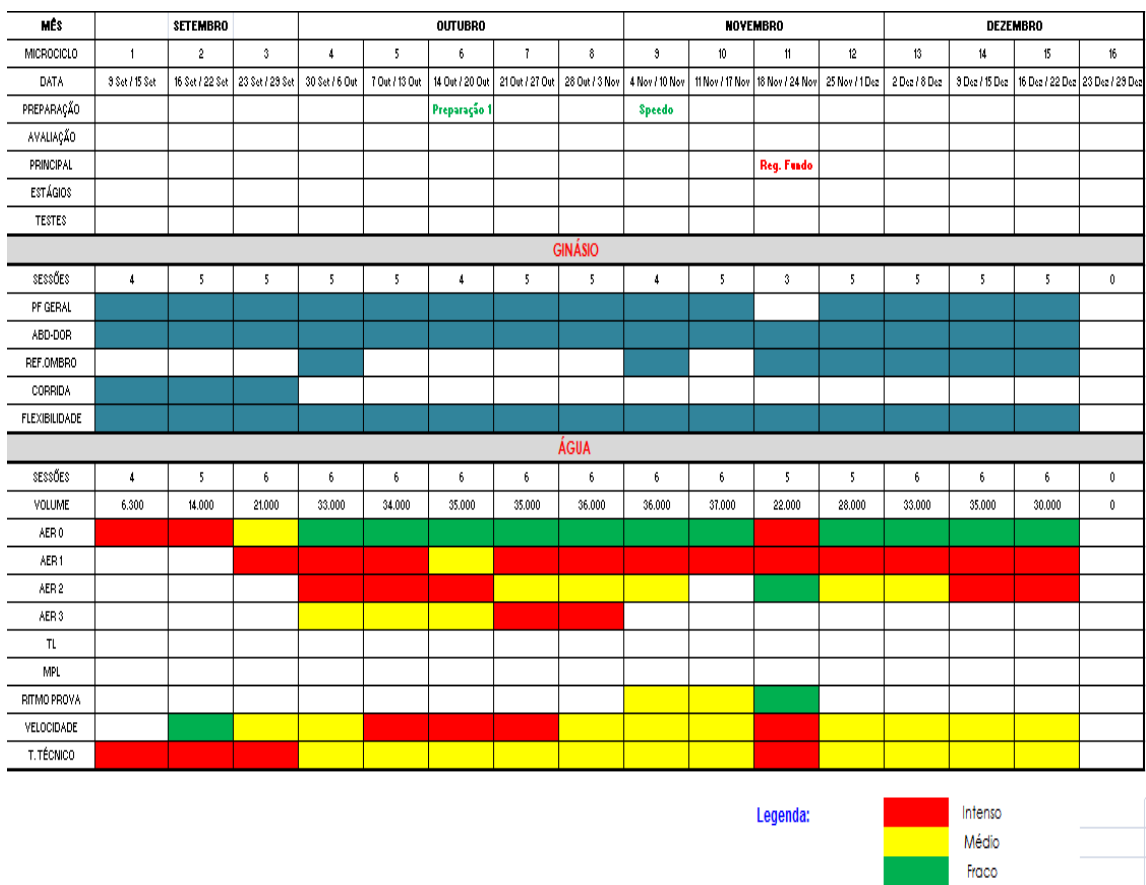 MÊS SETEMBRO OUTUBRO NOVEMBRO DEZEMBRO
MICROCICLO 1 2 3 4 5 6 7 8 9 10 11 12 13 14 15 16
DATA 9 Set / 15 Set 16 Set / 22 Set 23 Set / 29 Set 30 Set / 6 Out 7 Out / 13 Out 14 Out / 20 Out 21 Out / 27 Out 28 Out / 3 Nov 4 Nov / 10 Nov 11 Nov / 17 Nov 18 Nov / 24 Nov 25 Nov / 1 Dez 2 Dez / 8 Dez 9 Dez / 15 Dez 16 Dez / 22 Dez 23 Dez / 29 Dez
PREPARAÇÃO Preparação 1 Speedo
AVALIAÇÃO
PRINCIPAL Reg. Fundo
ESTÁGIOS
TESTES
GINÁSIO
SESSÕES 4 5 5 5 5 4 5 5 4 5 3 5 5 5 5 0
PF GERAL
ABD-DOR
REF.OMBRO
CORRIDA
FLEXIBILIDADE
ÁGUA
SESSÕES 4 5 6 6 6 6 6 6 6 6 5 5 6 6 6 0
VOLUME 6.300 14.000 21.000 33.000 34.000 35.000 35.000 36.000 36.000 37.000 22.000 28.000 33.000 35.000 30.000 0
AER 0
AER 1
AER 2
AER 3
TL
MPL
RITMO PROVA
VELOCIDADE
T. TÉCNICO
Legenda: Intenso
Médio
Fraco